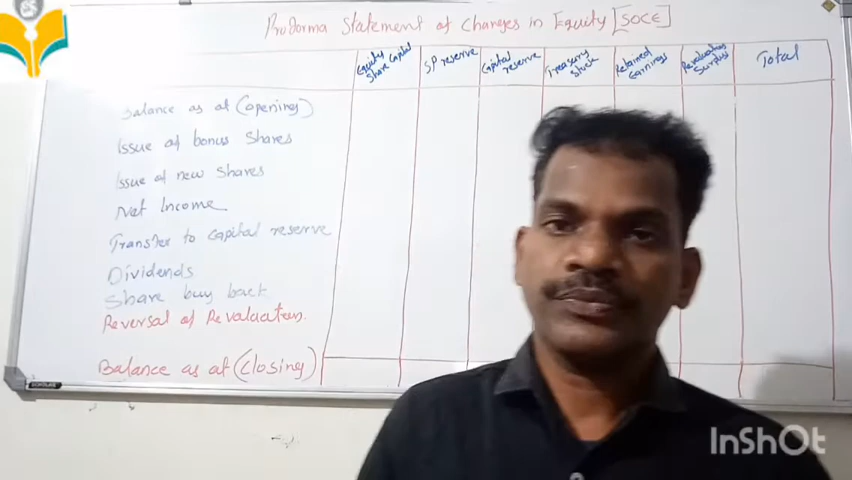 Proforma Statement of Changes in Equity [SOCE]
Equity Share Capital
SP reserve
Capital reserve
Treasury Stock
Retained Earnings
Revaluation Surplus
Total
Balance as at (opening)
Issue of bonus Shares
Issue of new Shares
Net Income
Transfer to Capital reserve
Dividends
Share buy back
Reversal of Revaluation
Balance as at (Closing)
InShOt
SCHOLAR